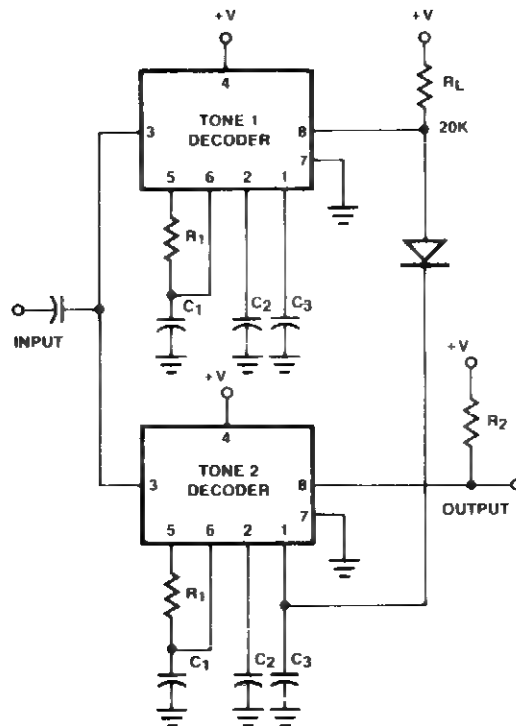 +V
+V
4
RL
TONE 1
DECODER
3
8
20K
7
5
6
2
1
R1
C1
C2
C3
INPUT
+V
+V
4
R2
TONE 2
DECODER
3
8
7
OUTPUT
5
6
2
1
R1
C1
C2
C3